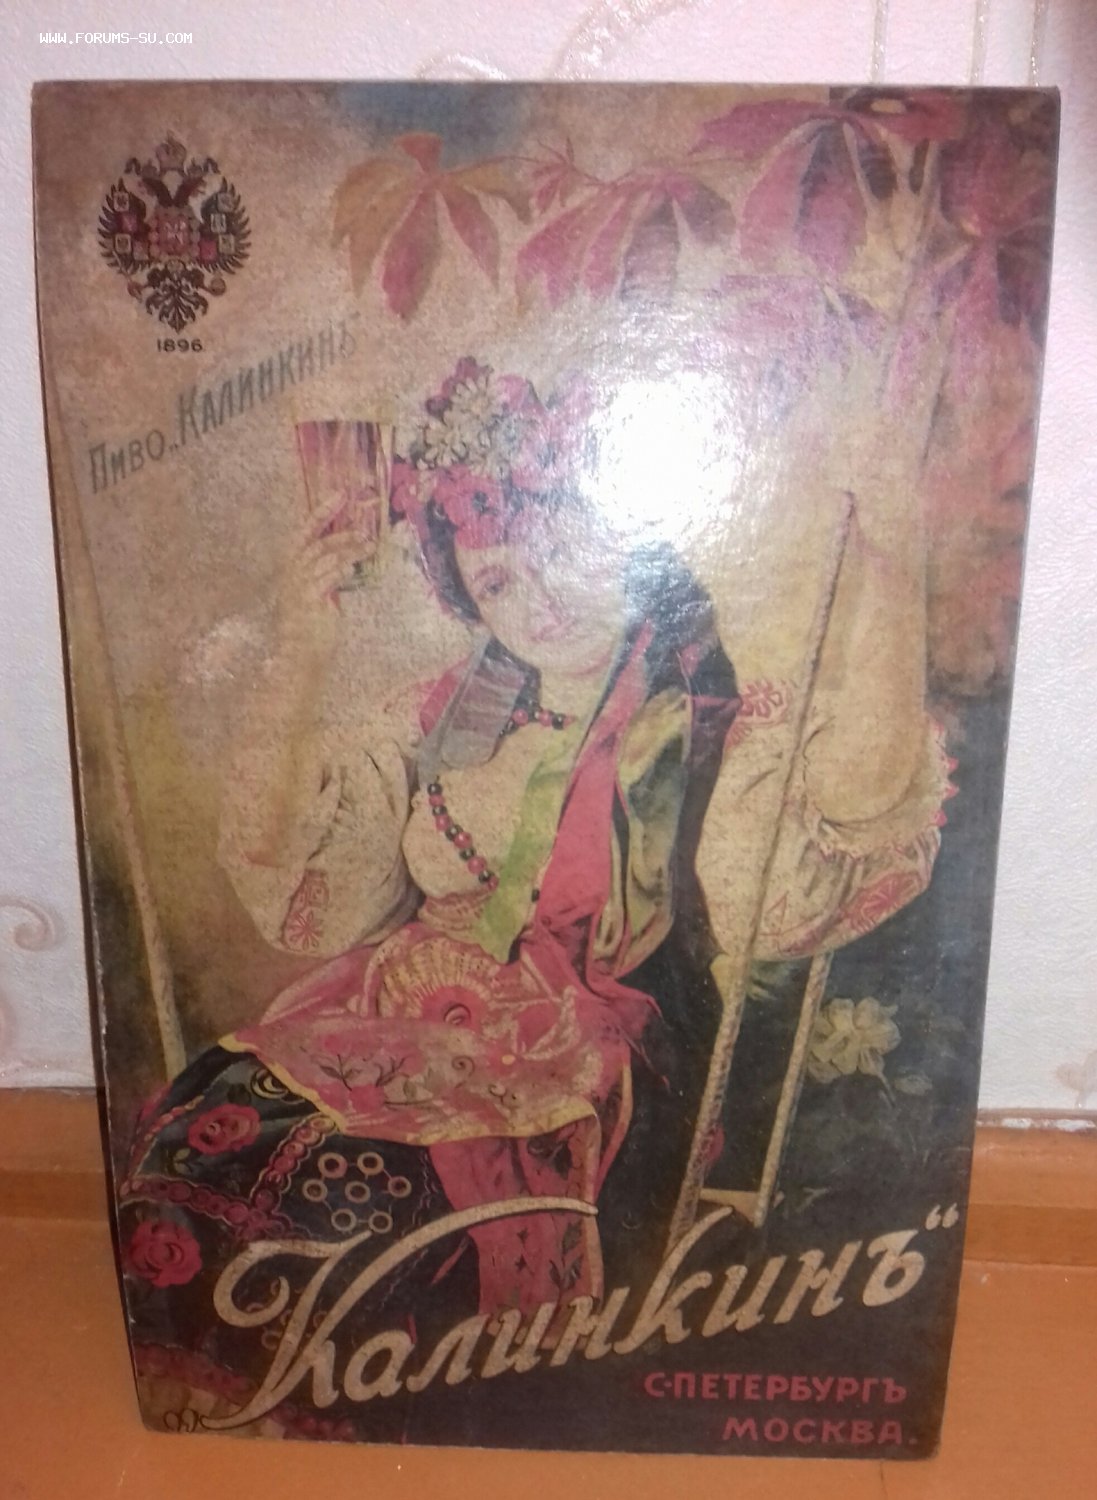 WWW.FORUMS-SU.COM
1896
Пиво „Калинкинъ
Калинкинъ“
С-ПЕТЕРБУРГЪ
МОСКВА.